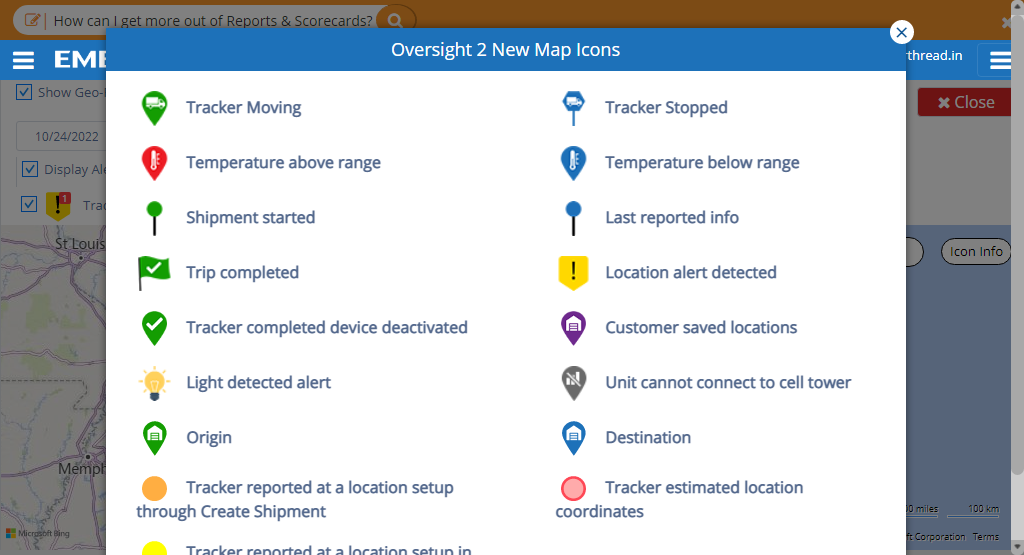 How can I get more out of Reports & Scorecards?
Oversight 2 New Map Icons
Show Geo-
10/24/2022
Display Ale
1
Trac
Close
Tracker Moving
Tracker Stopped
Temperature above range
Temperature below range
Shipment started
Last reported info
Trip completed
Location alert detected
Tracker completed device deactivated
Customer saved locations
Light detected alert
Unit cannot connect to cell tower
Origin
Destination
Tracker reported at a location setup
through Create Shipment
Tracker estimated location
coordinates
Tracker reported at a location setup in
St Louis
Memph
Icon Info
Microsoft Bing
miles
100 km
ft Corporation
Terms